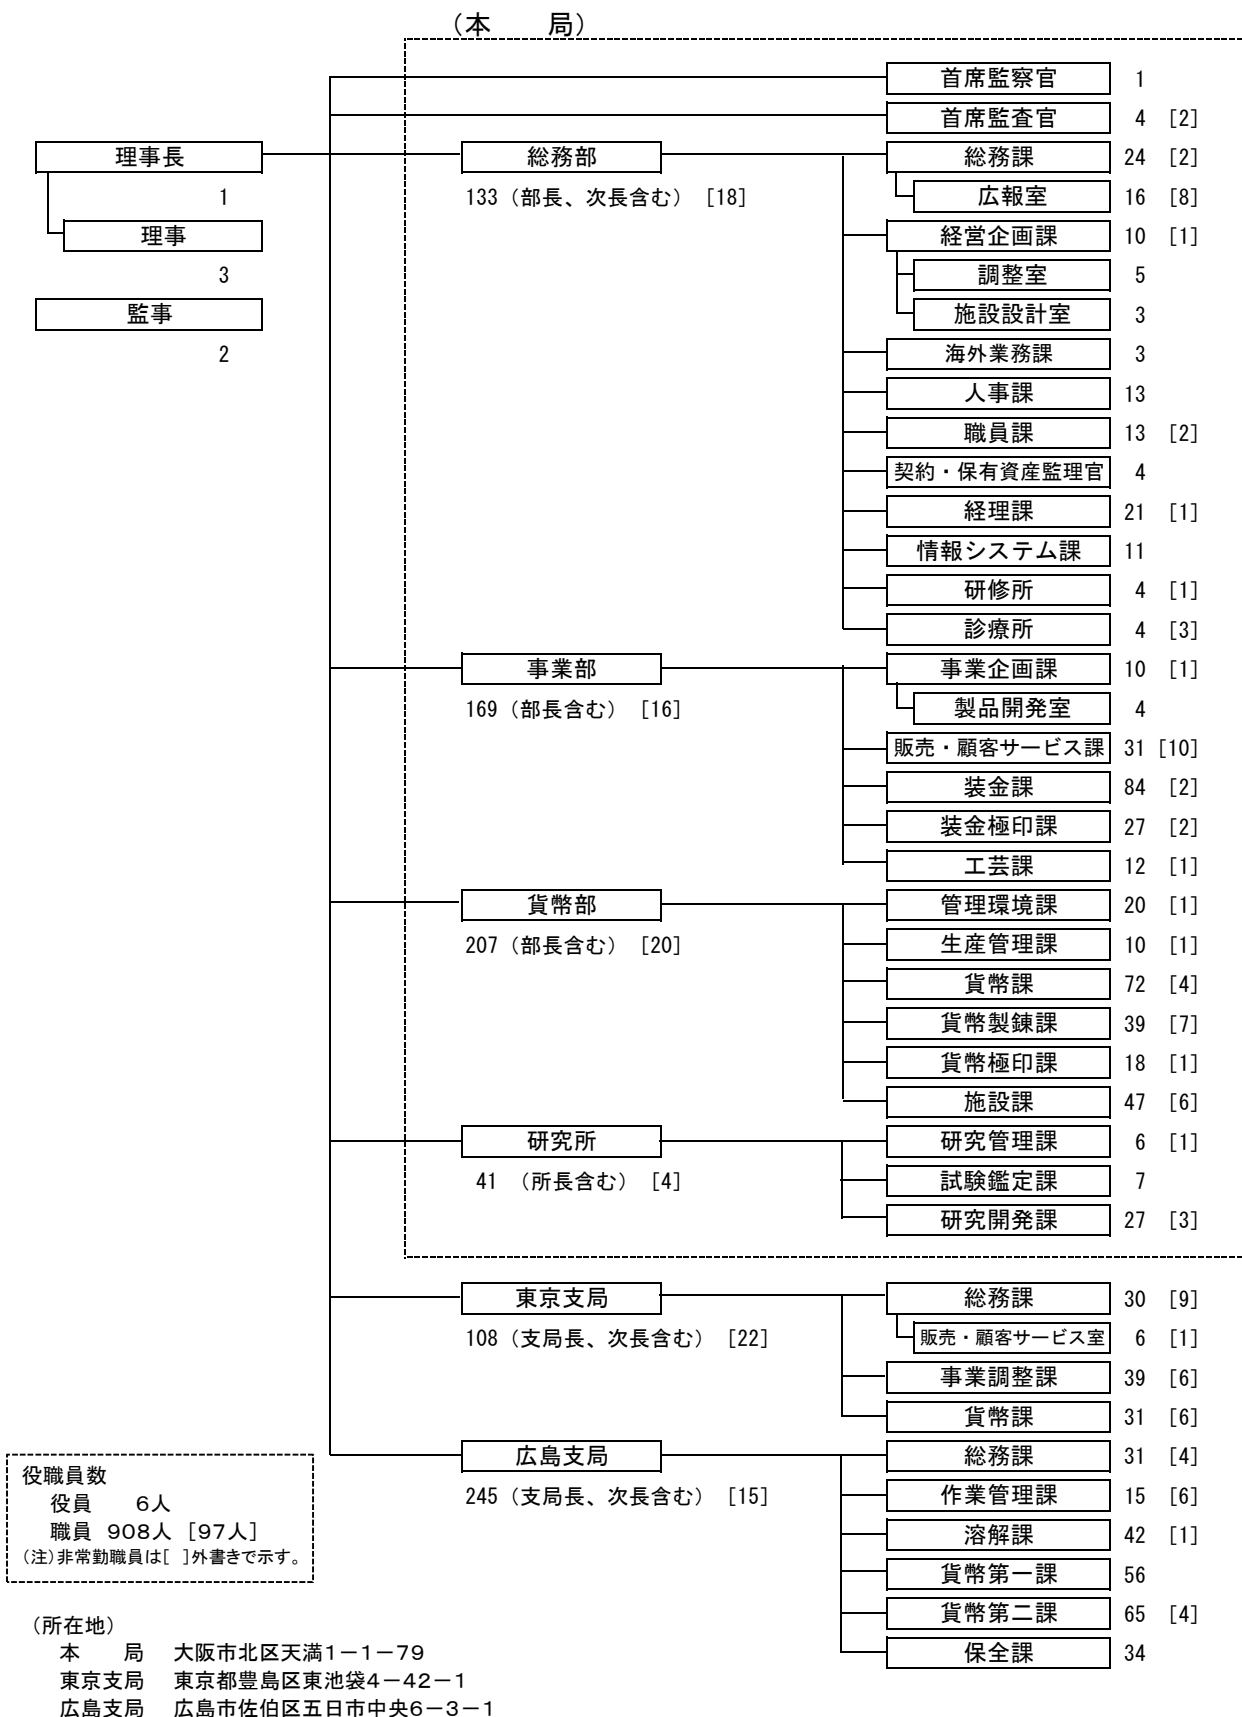 （本　　局）
首席監察官 1
首席監査官 4 [2]
理事長 総務部 総務課 24 [2]
1 133（部長、次長含む） [18] 広報室 16 [8]
理事 経営企画課 10 [1]
3 調整室 5
監事 施設設計室 3
2 海外業務課 3
人事課 13
職員課 13 [2]
契約・保有資産監理官 4
経理課 21 [1]
情報システム課 11
研修所 4 [1]
診療所 4 [3]
事業部 事業企画課 10 [1]
169（部長含む） [16] 製品開発室 4
販売・顧客サービス課 31 [10]
装金課 84 [2]
装金極印課 27 [2]
工芸課 12 [1]
貨幣部 管理環境課 20 [1]
207（部長含む） [20] 生産管理課 10 [1]
貨幣課 72 [4]
貨幣製錬課 39 [7]
貨幣極印課 18 [1]
施設課 47 [6]
研究所 研究管理課 6 [1]
41 （所長含む） [4] 試験鑑定課 7
研究開発課 27 [3]
東京支局 総務課 30 [9]
108（支局長、次長含む） [22] 販売・顧客サービス室 6 [1]
事業調整課 39 [6]
貨幣課 31 [6]
広島支局 総務課 31 [4]
245（支局長、次長含む） [15] 作業管理課 15 [6]
溶解課 42 [1]
貨幣第一課 56
貨幣第二課 65 [4]
保全課 34
役職員数
役員　　6人
職員 908人 [97人]
（注）非常勤職員は[ ]外書きで示す。
（所在地）
本　　局　大阪市北区天満1－1－79
東京支局　東京都豊島区東池袋4－42－1
広島支局　広島市佐伯区五日市中央6－3－1